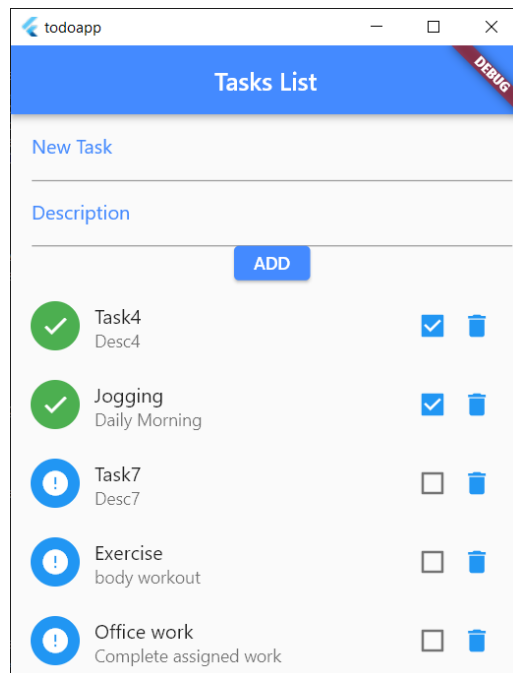 todoapp
Tasks List
DEBUG
New Task
Description
ADD
Task4
Desc4
Jogging
Daily Morning
Task7
Desc7
Exercise
body workout
Office work
Complete assigned work